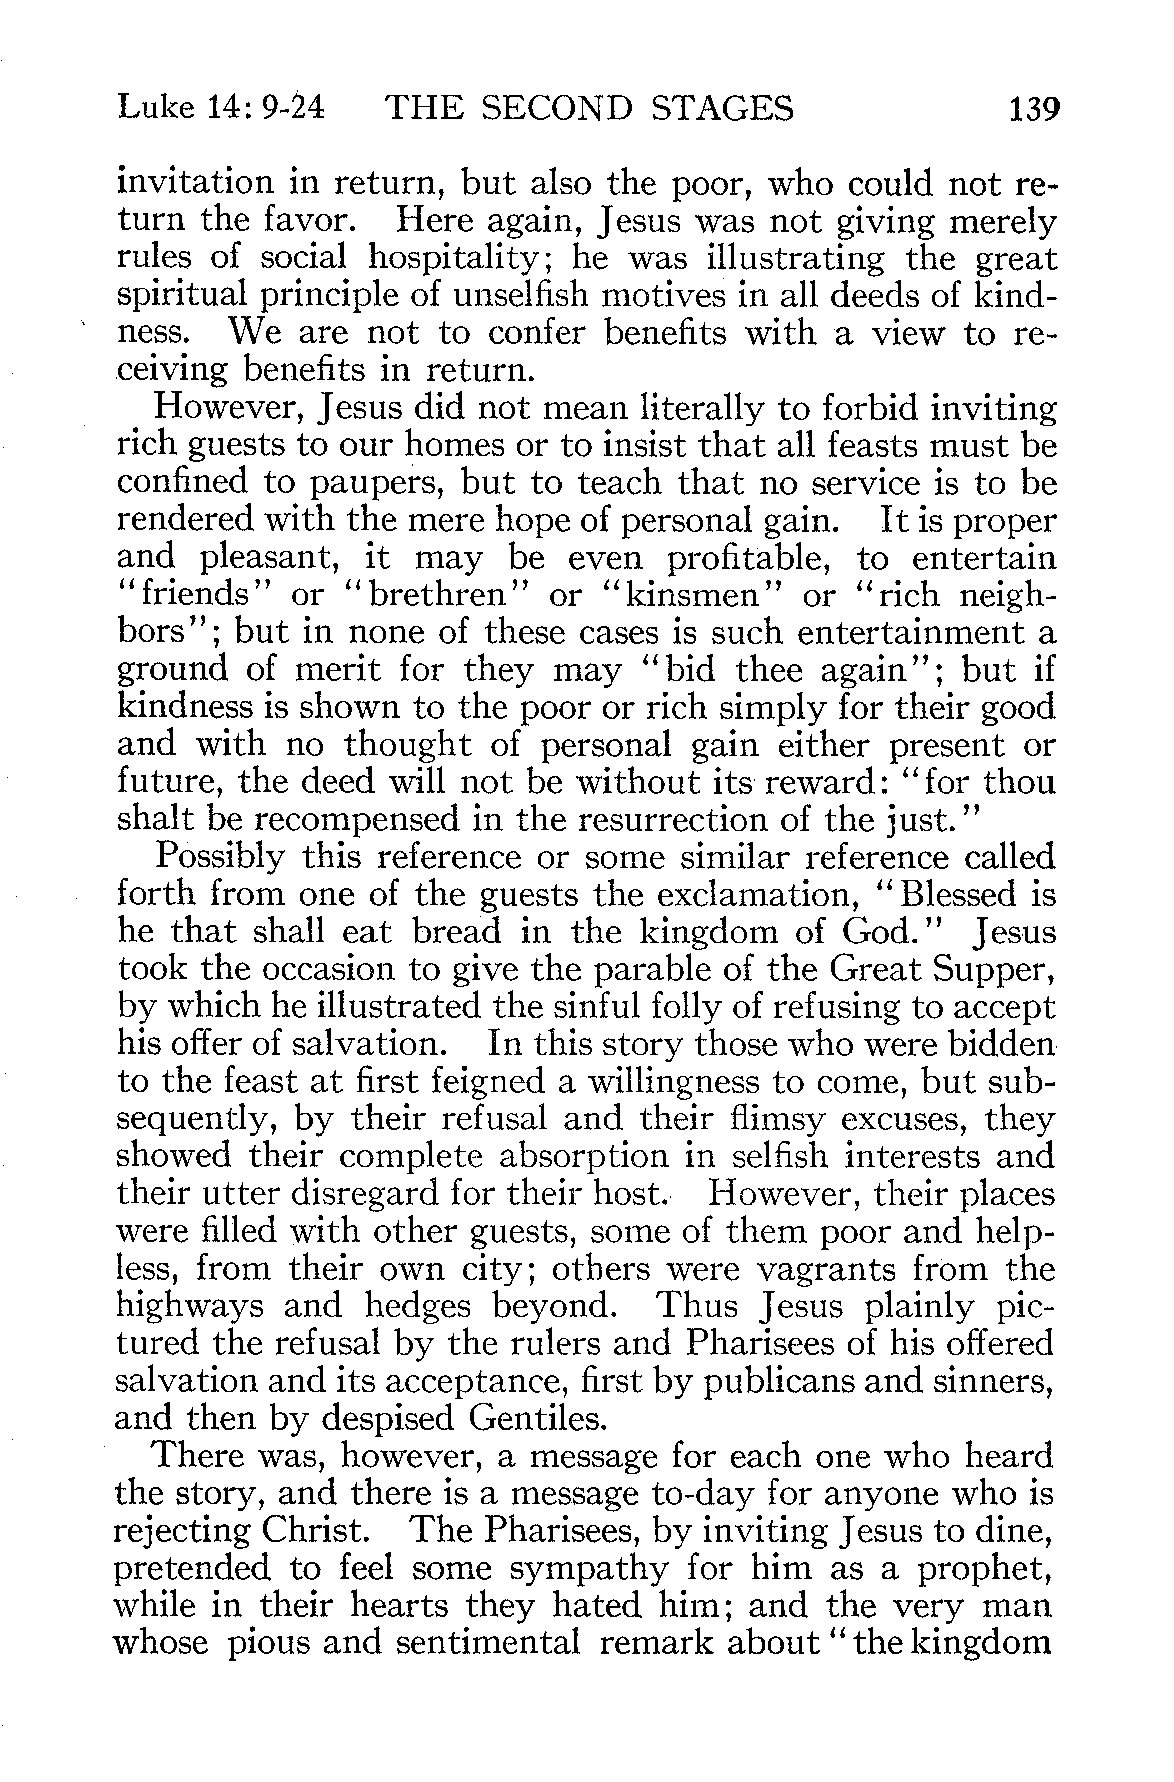 Luke 14: 9-24 THE SECOND STAGES 139
invitation in return, but also the poor, who could not re-
turn the favor. Here again, Jesus was not giving merely
rules of social hospitality; he was illustrating the great
spiritual principle of unselfish motives in all deeds of kind-
ness. We are not to confer benefits with a view to re-
ceiving benefits in return.
However, Jesus did not mean literally to forbid inviting
rich guests to our homes or to insist that all feasts must be
confined to paupers, but to teach that no service is to be
rendered with the mere hope of personal gain. It is proper
and pleasant, it may be even profitable, to entertain
"friends" or "brethren" or "kinsmen" or "rich neigh-
bors"; but in none of these cases is such entertainment a
ground of merit for they may "bid thee again"; but if
kindness is shown to the poor or rich simply for their good
and with no thought of personal gain either present or
future, the deed will not be without its reward: "for thou
shalt be recompensed in the resurrection of the just."
Possibly this reference or some similar reference called
forth from one of the guests the exclamation, "Blessed is
he that shall eat bread in the kingdom of God." Jesus
took the occasion to give the parable of the Great Supper,
by which he illustrated the sinful folly of refusing to accept
his offer of salvation. In this story those who were bidden
to the feast at first feigned a willingness to come, but sub-
sequently, by their refusal and their flimsy excuses, they
showed their complete absorption in selfish interests and
their utter disregard for their host. However, their places
were filled with other guests, some of them poor and help-
less, from their own city; others were vagrants from the
highways and hedges beyond. Thus Jesus plainly pic-
tured the refusal by the rulers and Pharisees of his offered
salvation and its acceptance, first by publicans and sinners,
and then by despised Gentiles.
There was, however, a message for each one who heard
the story, and there is a message to-day for anyone who is
rejecting Christ. The Pharisees, by inviting Jesus to dine,
pretended to feel some sympathy for him as a prophet,
while in their hearts they hated him; and the very man
whose pious and sentimental remark about "the kingdom